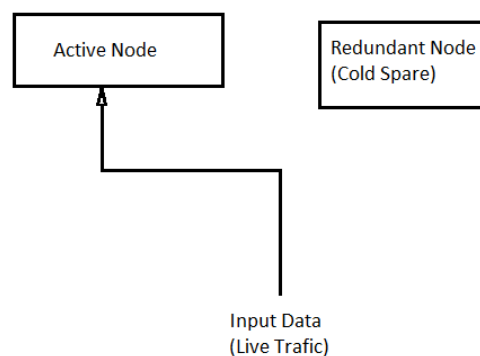 Active Node
Redundant Node
(Cold Spare)
Input Data
(Live Trafic)